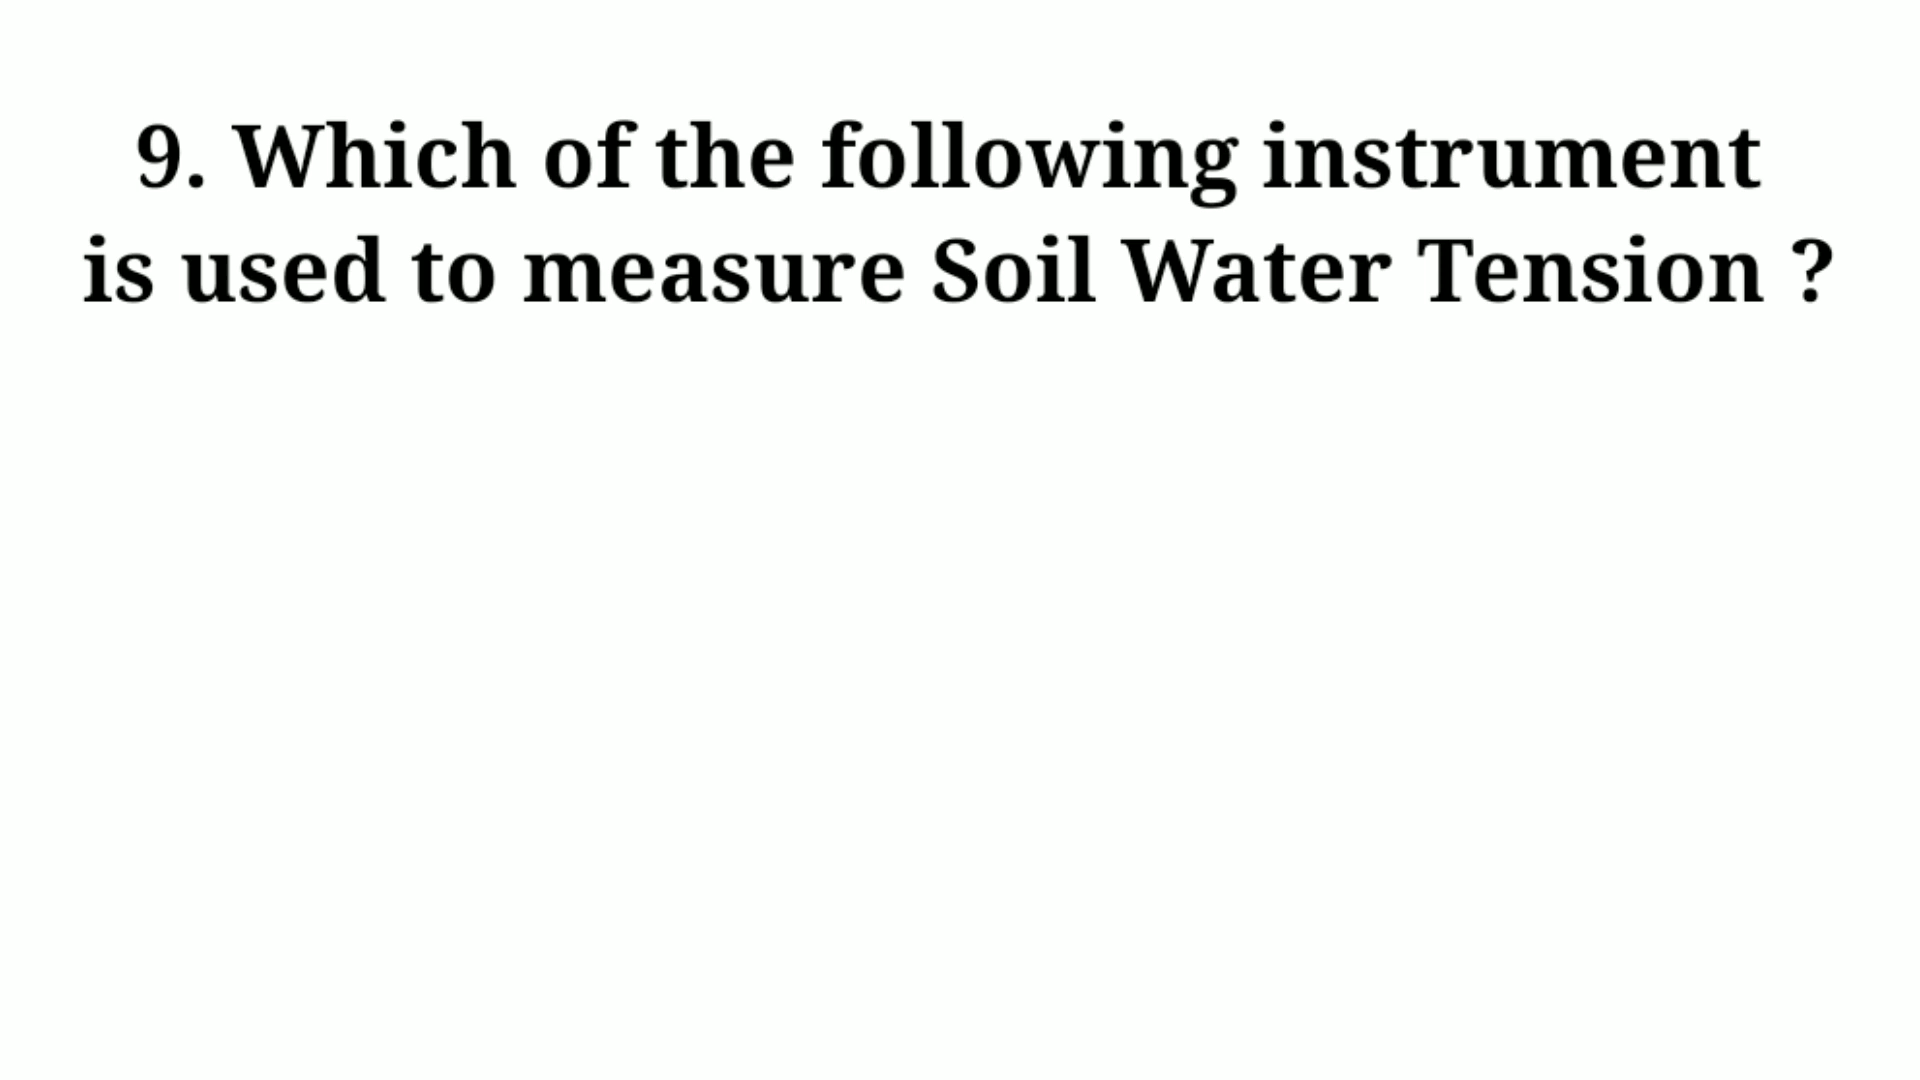 9. Which of the following instrument
is used to measure Soil Water Tension ?